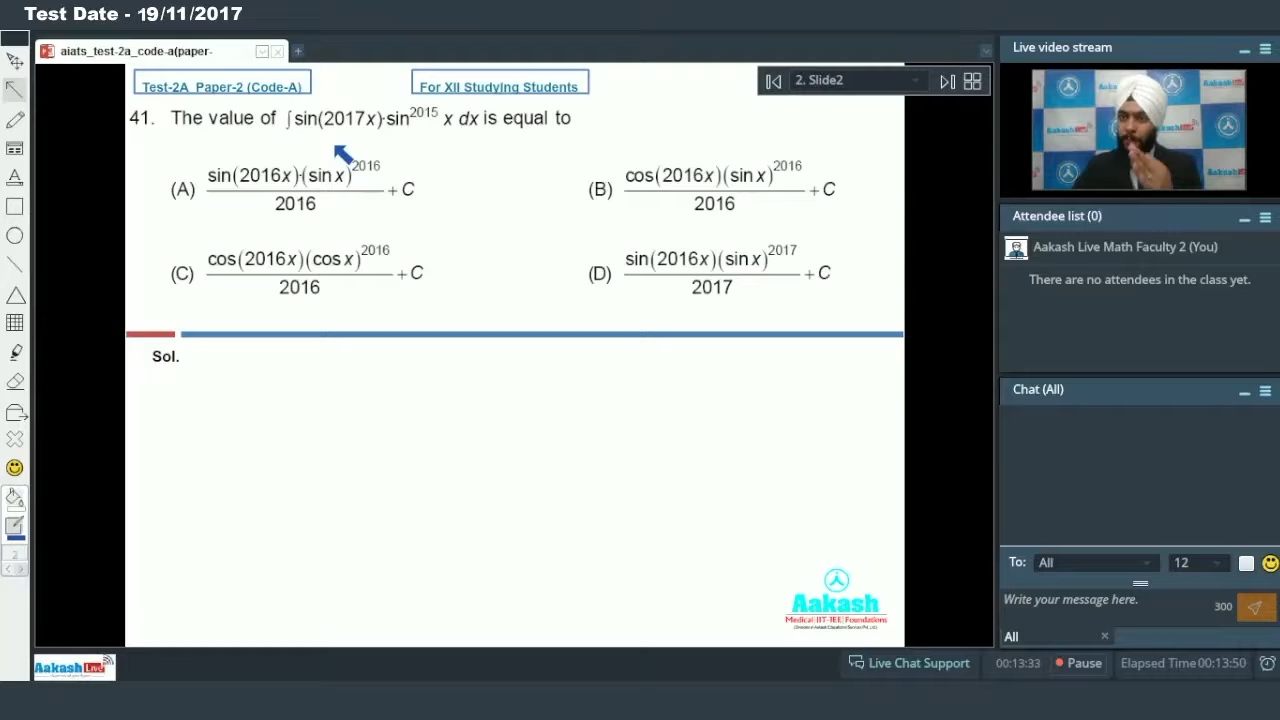 Test Date - 19/11/2017
aiats_test-2a_code-a(paper-
Live video stream
Test-2A_Paper-2 (Code-A)
For XII Studying Students
2. Slide2
41. The value of ∫sin(2017x)·sin²⁰¹⁵ x dx is equal to
(A) sin(2016x)·(sin x)²⁰¹⁶ / 2016 + C
(B) cos(2016x)(sin x)²⁰¹⁶ / 2016 + C
(C) cos(2016x)(cos x)²⁰¹⁶ / 2016 + C
(D) sin(2016x)(sin x)²⁰¹⁷ / 2017 + C
Sol.
Attendee list (0)
Aakash Live Math Faculty 2 (You)
There are no attendees in the class yet.
Chat (All)
To: All 12
Write your message here.
300
All
2
Aakash
Medical|IIT-JEE|Foundations
Aakash Live
Live Chat Support
00:13:33
Pause
Elapsed Time 00:13:50